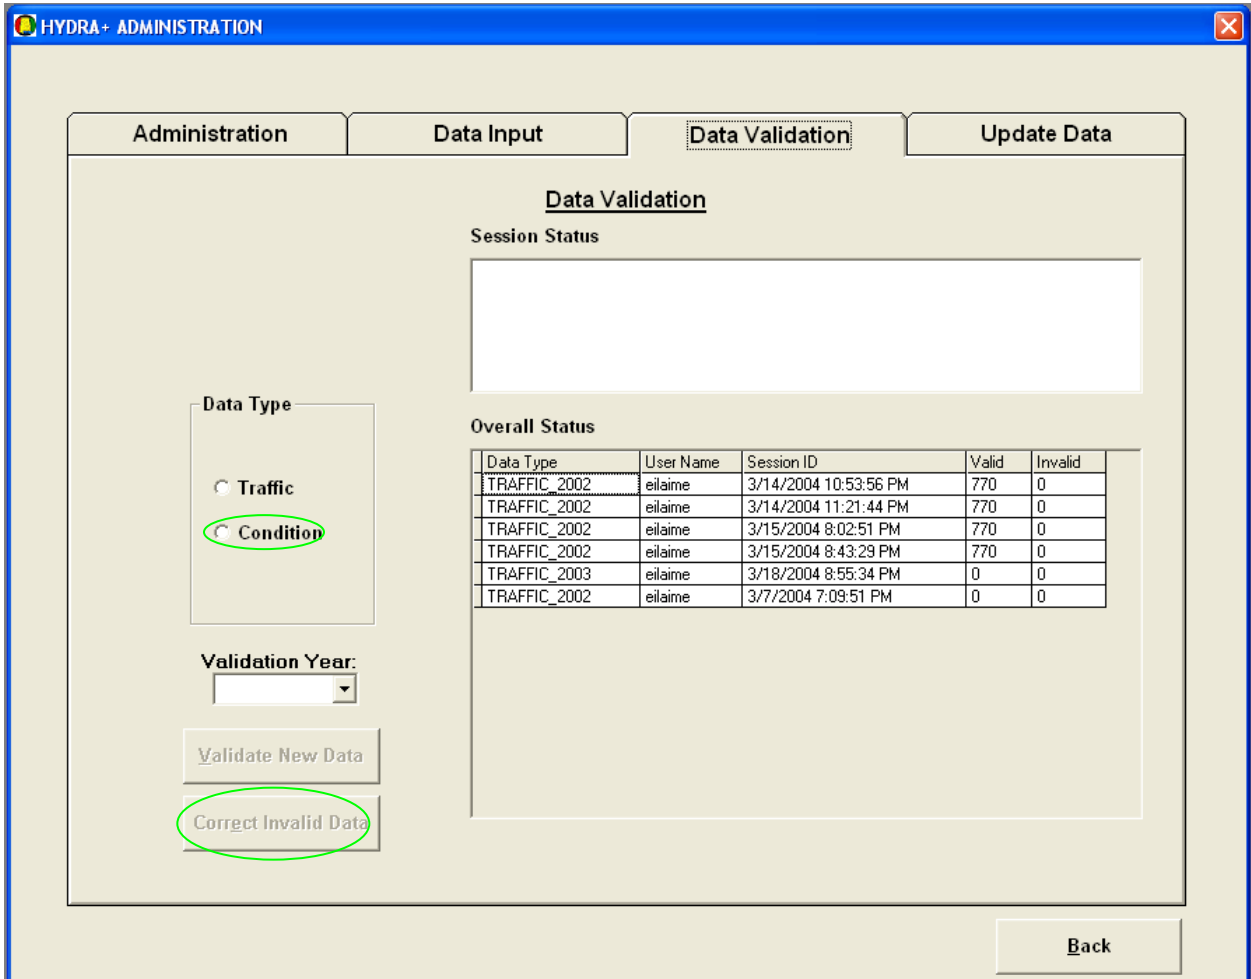 HYDRA+ ADMINISTRATION
Administration Data Input Data Validation Update Data
Data Validation
Session Status
Data Type
Traffic
Condition
Validation Year:
Validate New Data
Correct Invalid Data
Overall Status
Data Type User Name Session ID Valid Invalid
TRAFFIC_2002 eilaime 3/14/2004 10:53:56 PM 770 0
TRAFFIC_2002 eilaime 3/14/2004 11:21:44 PM 770 0
TRAFFIC_2002 eilaime 3/15/2004 8:02:51 PM 770 0
TRAFFIC_2002 eilaime 3/15/2004 8:43:29 PM 770 0
TRAFFIC_2003 eilaime 3/18/2004 8:55:34 PM 0 0
TRAFFIC_2002 eilaime 3/7/2004 7:09:51 PM 0 0
Back